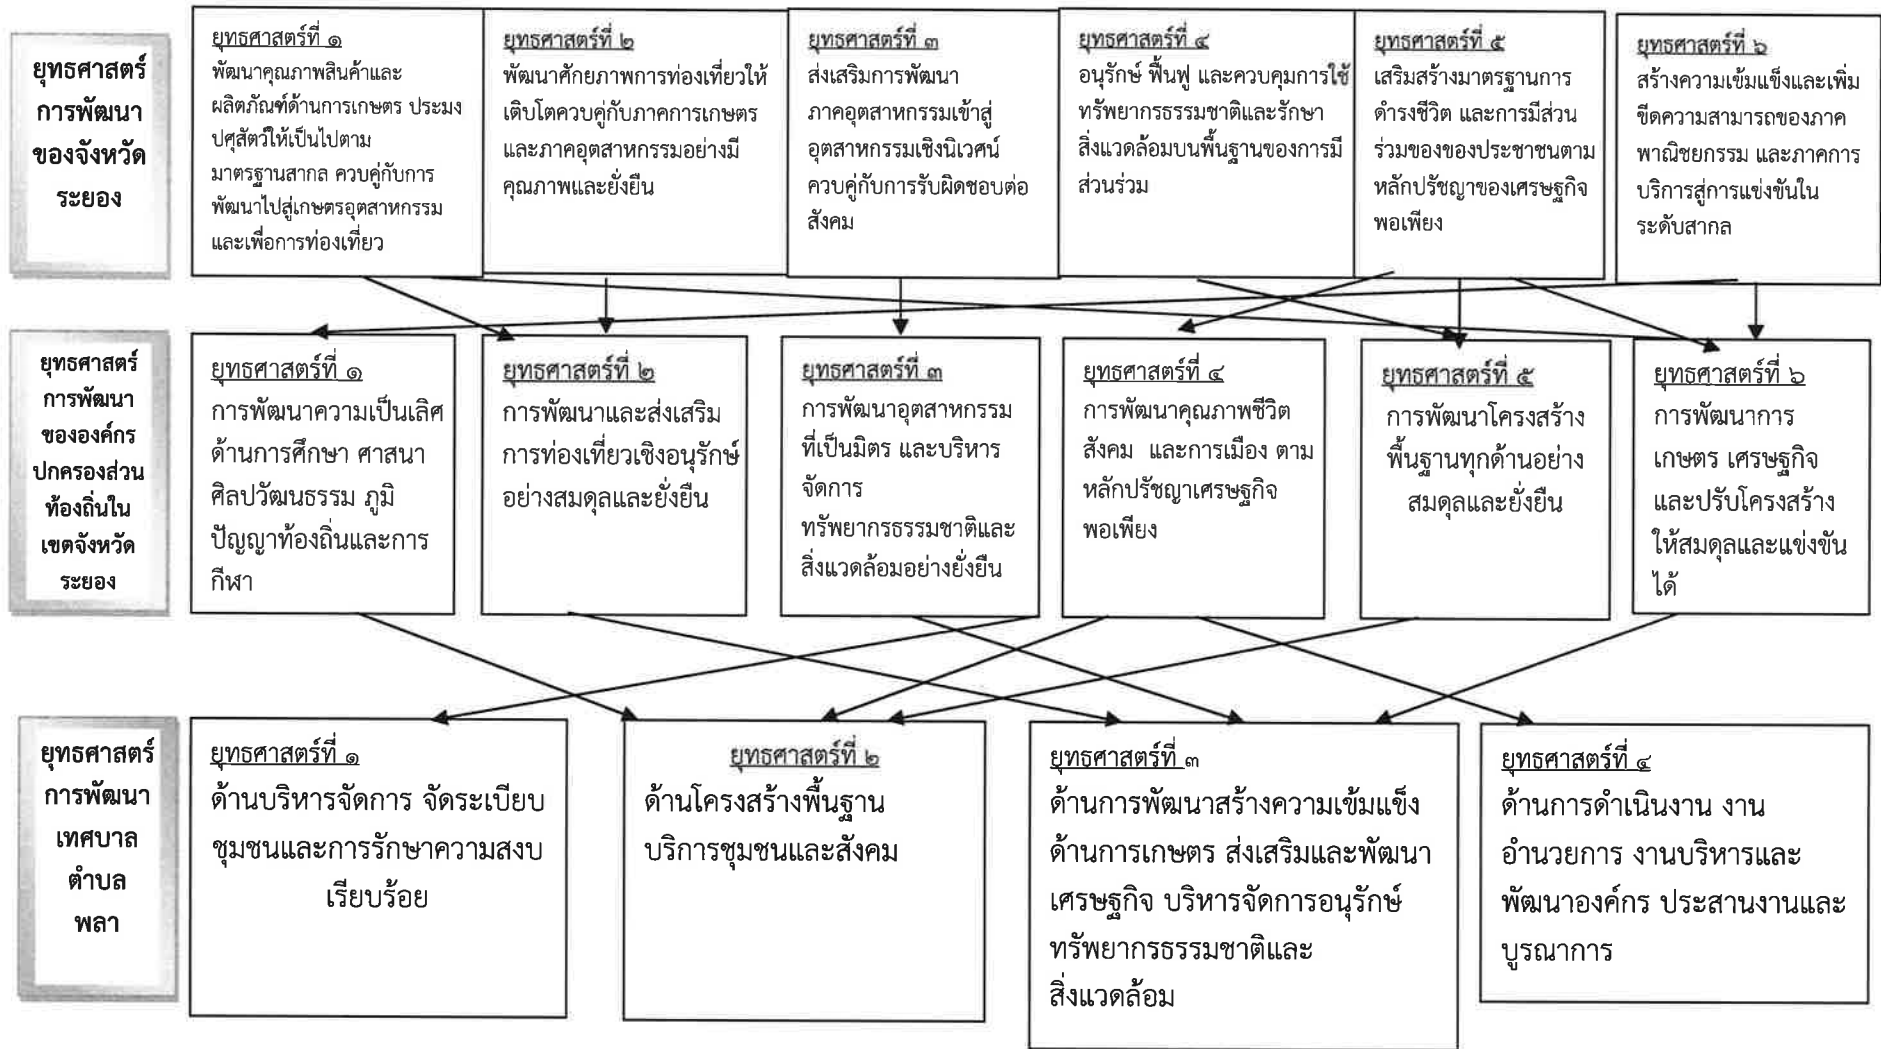 ยุทธศาสตร์
การพัฒนา
ของจังหวัด
ระยอง
ยุทธศาสตร์ที่ ๑
พัฒนาคุณภาพสินค้าและ
ผลิตภัณฑ์ด้านการเกษตร ประมง
ปศุสัตว์ให้เป็นไปตาม
มาตรฐานสากล ควบคู่กับการ
พัฒนาไปสู่เกษตรอุตสาหกรรม
และเพื่อการท่องเที่ยว
ยุทธศาสตร์ที่ ๒
พัฒนาศักยภาพการท่องเที่ยวให้
เติบโตควบคู่กับภาคการเกษตร
และภาคอุตสาหกรรมอย่างมี
คุณภาพและยั่งยืน
ยุทธศาสตร์ที่ ๓
ส่งเสริมการพัฒนา
ภาคอุตสาหกรรมเข้าสู่
อุตสาหกรรมเชิงนิเวศน์
ควบคู่กับการรับผิดชอบต่อ
สังคม
ยุทธศาสตร์ที่ ๔
อนุรักษ์ ฟื้นฟู และควบคุมการใช้
ทรัพยากรธรรมชาติและรักษา
สิ่งแวดล้อมบนพื้นฐานของการมี
ส่วนร่วม
ยุทธศาสตร์ที่ ๕
เสริมสร้างมาตรฐานการ
ดำรงชีวิต และการมีส่วน
ร่วมของของประชาชนตาม
หลักปรัชญาของเศรษฐกิจ
พอเพียง
ยุทธศาสตร์ที่ ๖
สร้างความเข้มแข็งและเพิ่ม
ขีดความสามารถของภาค
พาณิชยกรรม และภาคการ
บริการสู่การแข่งขันใน
ระดับสากล
ยุทธศาสตร์
การพัฒนา
ขององค์กร
ปกครองส่วน
ท้องถิ่นใน
เขตจังหวัด
ระยอง
ยุทธศาสตร์ที่ ๑
การพัฒนาความเป็นเลิศ
ด้านการศึกษา ศาสนา
ศิลปวัฒนธรรม ภูมิ
ปัญญาท้องถิ่นและการ
กีฬา
ยุทธศาสตร์ที่ ๒
การพัฒนาและส่งเสริม
การท่องเที่ยวเชิงอนุรักษ์
อย่างสมดุลและยั่งยืน
ยุทธศาสตร์ที่ ๓
การพัฒนาอุตสาหกรรม
ที่เป็นมิตร และบริหาร
จัดการ
ทรัพยากรธรรมชาติและ
สิ่งแวดล้อมอย่างยั่งยืน
ยุทธศาสตร์ที่ ๔
การพัฒนาคุณภาพชีวิต
สังคม และการเมือง ตาม
หลักปรัชญาเศรษฐกิจ
พอเพียง
ยุทธศาสตร์ที่ ๕
การพัฒนาโครงสร้าง
พื้นฐานทุกด้านอย่าง
สมดุลและยั่งยืน
ยุทธศาสตร์ที่ ๖
การพัฒนาการ
เกษตร เศรษฐกิจ
และปรับโครงสร้าง
ให้สมดุลและแข่งขัน
ได้
ยุทธศาสตร์
การพัฒนา
เทศบาล
ตำบล
พลา
ยุทธศาสตร์ที่ ๑
ด้านบริหารจัดการ จัดระเบียบ
ชุมชนและการรักษาความสงบ
เรียบร้อย
ยุทธศาสตร์ที่ ๒
ด้านโครงสร้างพื้นฐาน
บริการชุมชนและสังคม
ยุทธศาสตร์ที่ ๓
ด้านการพัฒนาสร้างความเข้มแข็ง
ด้านการเกษตร ส่งเสริมและพัฒนา
เศรษฐกิจ บริหารจัดการอนุรักษ์
ทรัพยากรธรรมชาติและ
สิ่งแวดล้อม
ยุทธศาสตร์ที่ ๔
ด้านการดำเนินงาน งาน
อำนวยการ งานบริหารและ
พัฒนาองค์กร ประสานงานและ
บูรณาการ